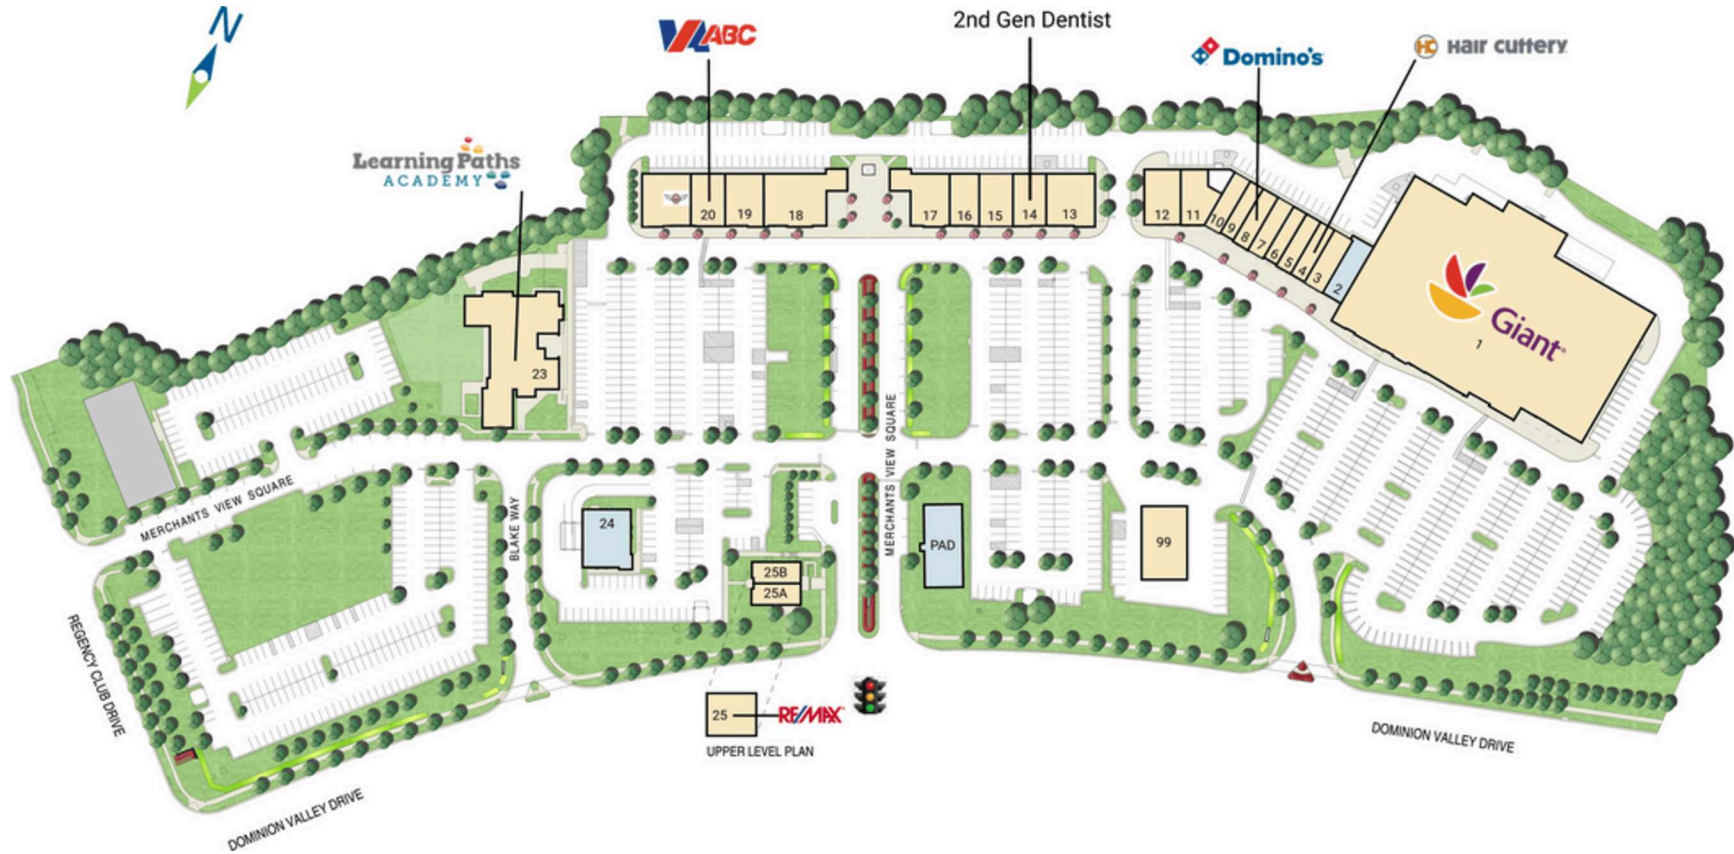 N
VA ABC
2nd Gen Dentist
Domino's
HC Hair Cuttery
Learning Paths
ACADEMY
20
19
18
17
16
15
14
13
12
11
10
9
8
7
6
5
4
3
2
Giant
1
23
MERCHANTS VIEW SQUARE
MERCHANTS VIEW SQUARE
BLAKE WAY
24
25B
25A
PAD
99
REGENCY CLUB DRIVE
25
RE/MAX
UPPER LEVEL PLAN
DOMINION VALLEY DRIVE
DOMINION VALLEY DRIVE